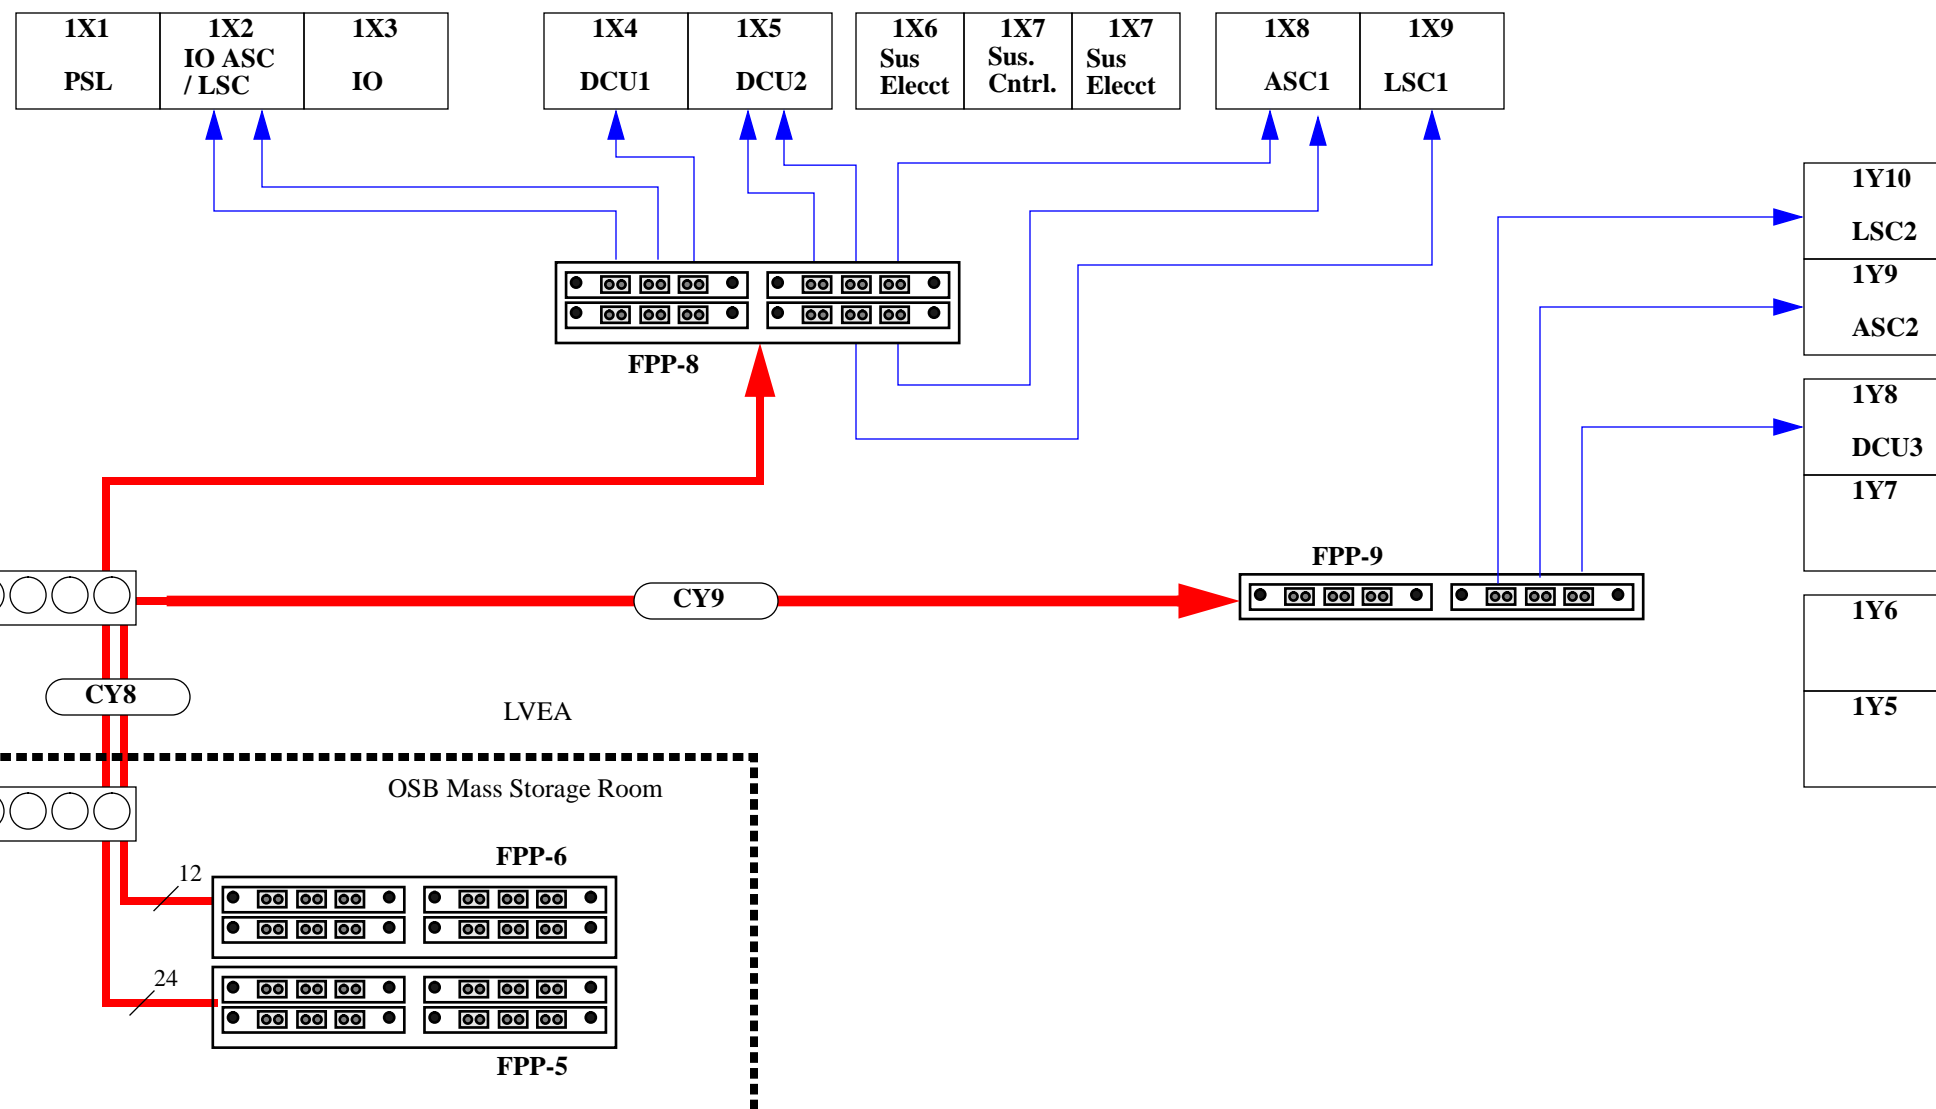 1X1
PSL
1X2
IO ASC
/ LSC
1X3
IO
1X4
DCU1
1X5
DCU2
1X6
Sus
Elecct
1X7
Sus.
Cntrl.
1X7
Sus
Elecct
1X8
ASC1
1X9
LSC1
1Y10
LSC2
1Y9
ASC2
FPP-8
1Y8
DCU3
1Y7
FPP-9
CY9
1Y6
CY8
LVEA
1Y5
OSB Mass Storage Room
FPP-6
12
24
FPP-5